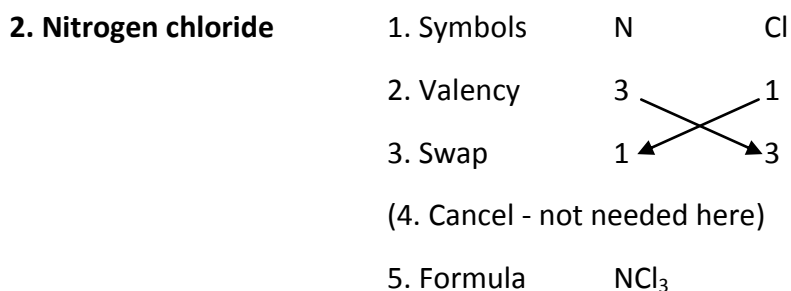 2. Nitrogen chloride 1. Symbols N Cl
2. Valency 3 1
3. Swap 1 3
(4. Cancel - not needed here)
5. Formula NCl₃